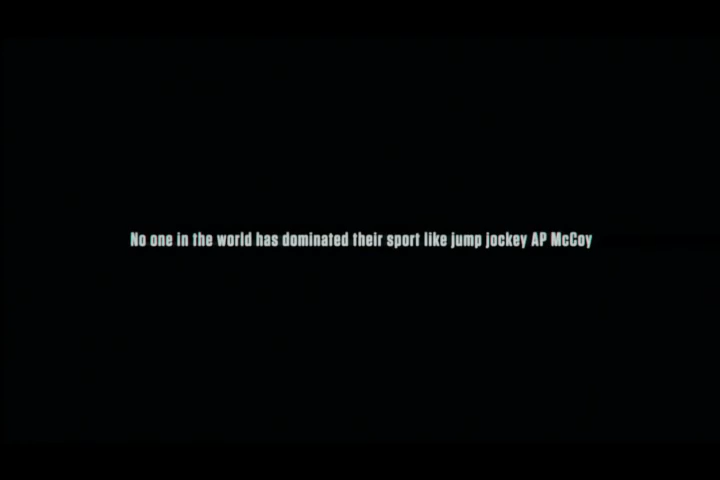 No one in the world has dominated their sport like jump jockey AP McCoy